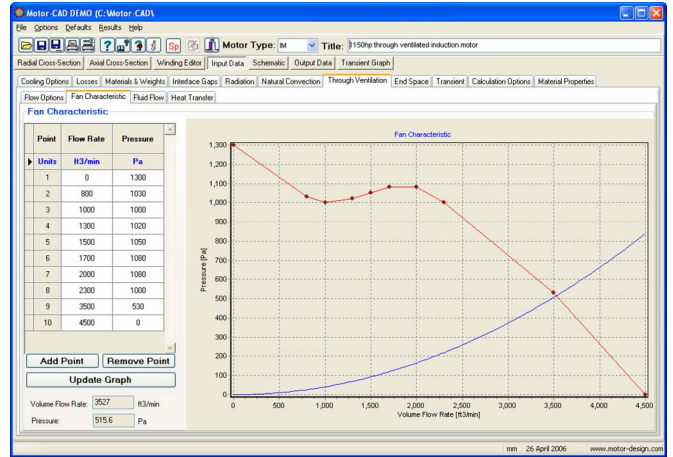 Motor-CAD DEMO (C:\Motor-CAD\
File Options Defaults Results Help
Sp Motor Type: IM Title: 1150hp through ventilated induction motor
Radial Cross-Section Axial Cross-Section Winding Editor Input Data Schematic Output Data Transient Graph
Cooling Options Losses Materials & Weights Interface Gaps Radiation Natural Convection Through Ventilation End Space Transient Calculation Options Material Properties
Flow Options Fan Characteristic Fluid Flow Heat Transfer
Fan Characteristic
Point Flow Rate Pressure
Units ft3/min Pa
1 0 1300
2 800 1030
3 1000 1000
4 1300 1020
5 1500 1050
6 1700 1080
7 2000 1080
8 2300 1000
9 3500 530
10 4500 0
Add Point Remove Point
Update Graph
Volume Flow Rate: 3527 ft3/min
Pressure: 515.6 Pa
Fan Characteristic
1,300
1,200
1,100
1,000
900
800
700
600
500
400
300
200
100
0
Pressure [Pa]
0 500 1,000 1,500 2,000 2,500 3,000 3,500 4,000 4,500
Volume Flow Rate [ft3/min]
mm 26 April 2006 www.motor-design.com